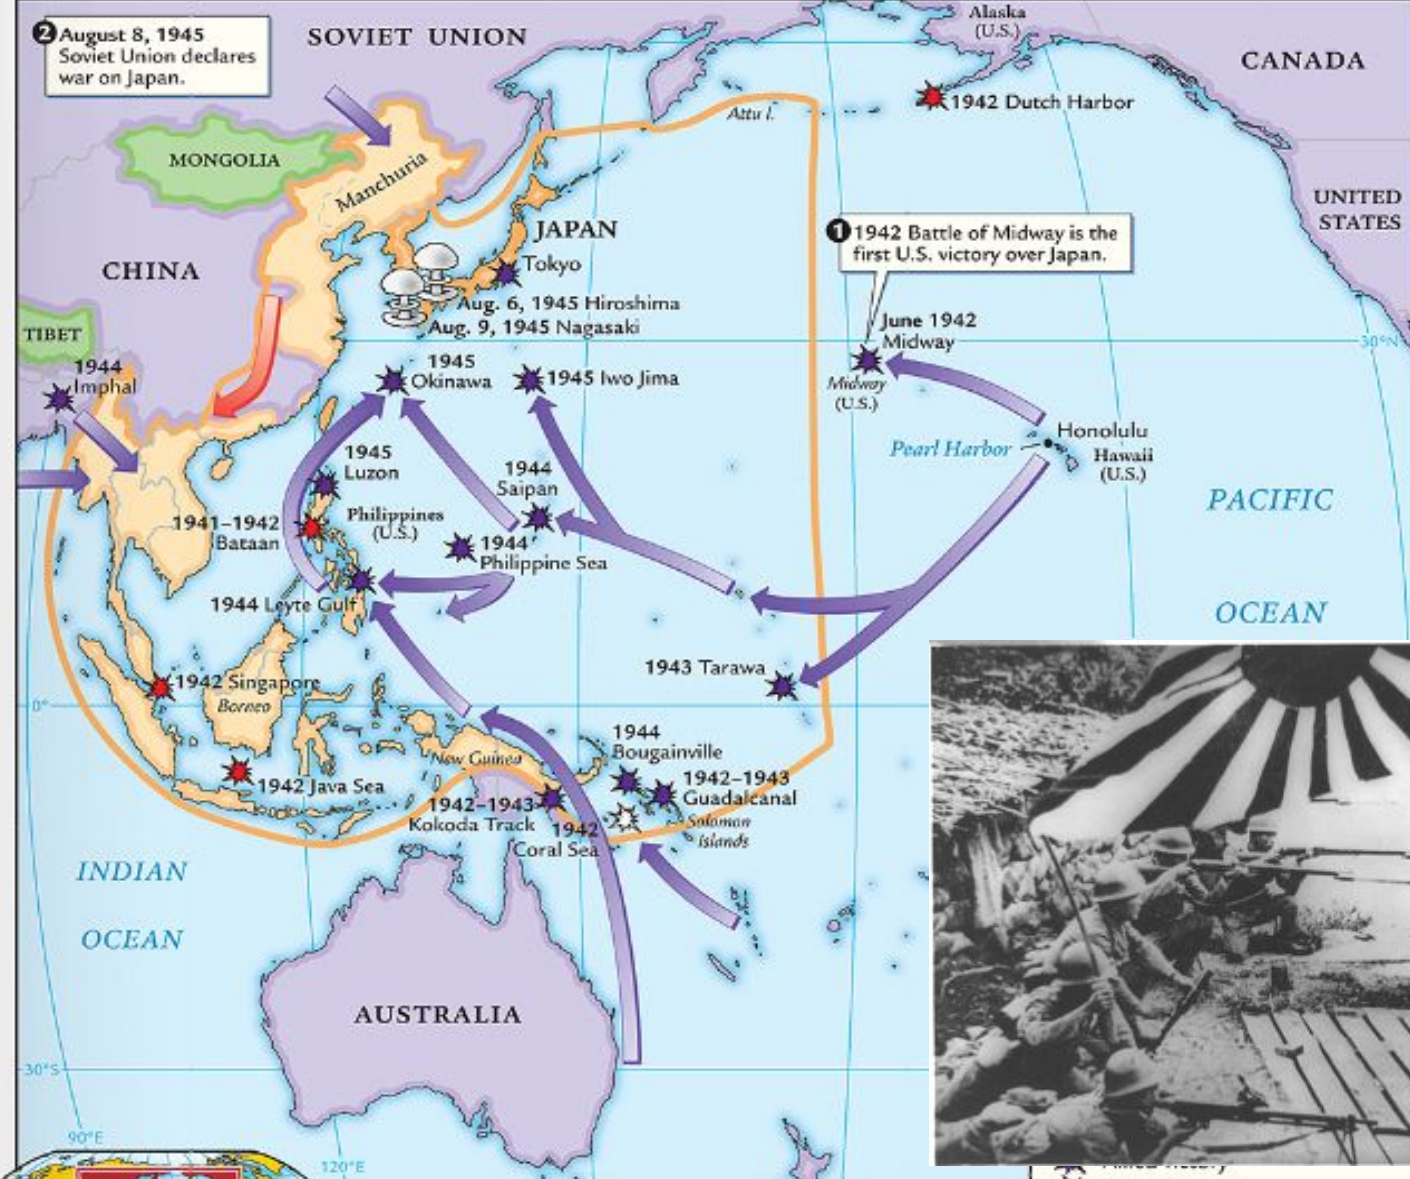 2 August 8, 1945
Soviet Union declares
war on Japan.
SOVIET UNION
Alaska
(U.S.)
CANADA
1942 Dutch Harbor
Attu I.
MONGOLIA
Manchuria
UNITED
STATES
JAPAN
Tokyo
1 1942 Battle of Midway is the
first U.S. victory over Japan.
CHINA
Aug. 6, 1945 Hiroshima
Aug. 9, 1945 Nagasaki
TIBET
June 1942
Midway
30°N
1944
Imphal
1945
Okinawa
1945 Iwo Jima
Midway
(U.S.)
Honolulu
Pearl Harbor
Hawaii
(U.S.)
1945
Luzon
1944
Saipan
PACIFIC
OCEAN
1941–1942
Bataan
Philippines
(U.S.)
1944
Philippine Sea
1944 Leyte Gulf
1943 Tarawa
1942 Singapore
Borneo
0°
1944
Bougainville
New Guinea
1942 Java Sea
1942–1943
Guadalcanal
1942–1943
Kokoda Track
Solomon
Islands
1942
Coral Sea
INDIAN
OCEAN
AUSTRALIA
30°S
90°E
120°E